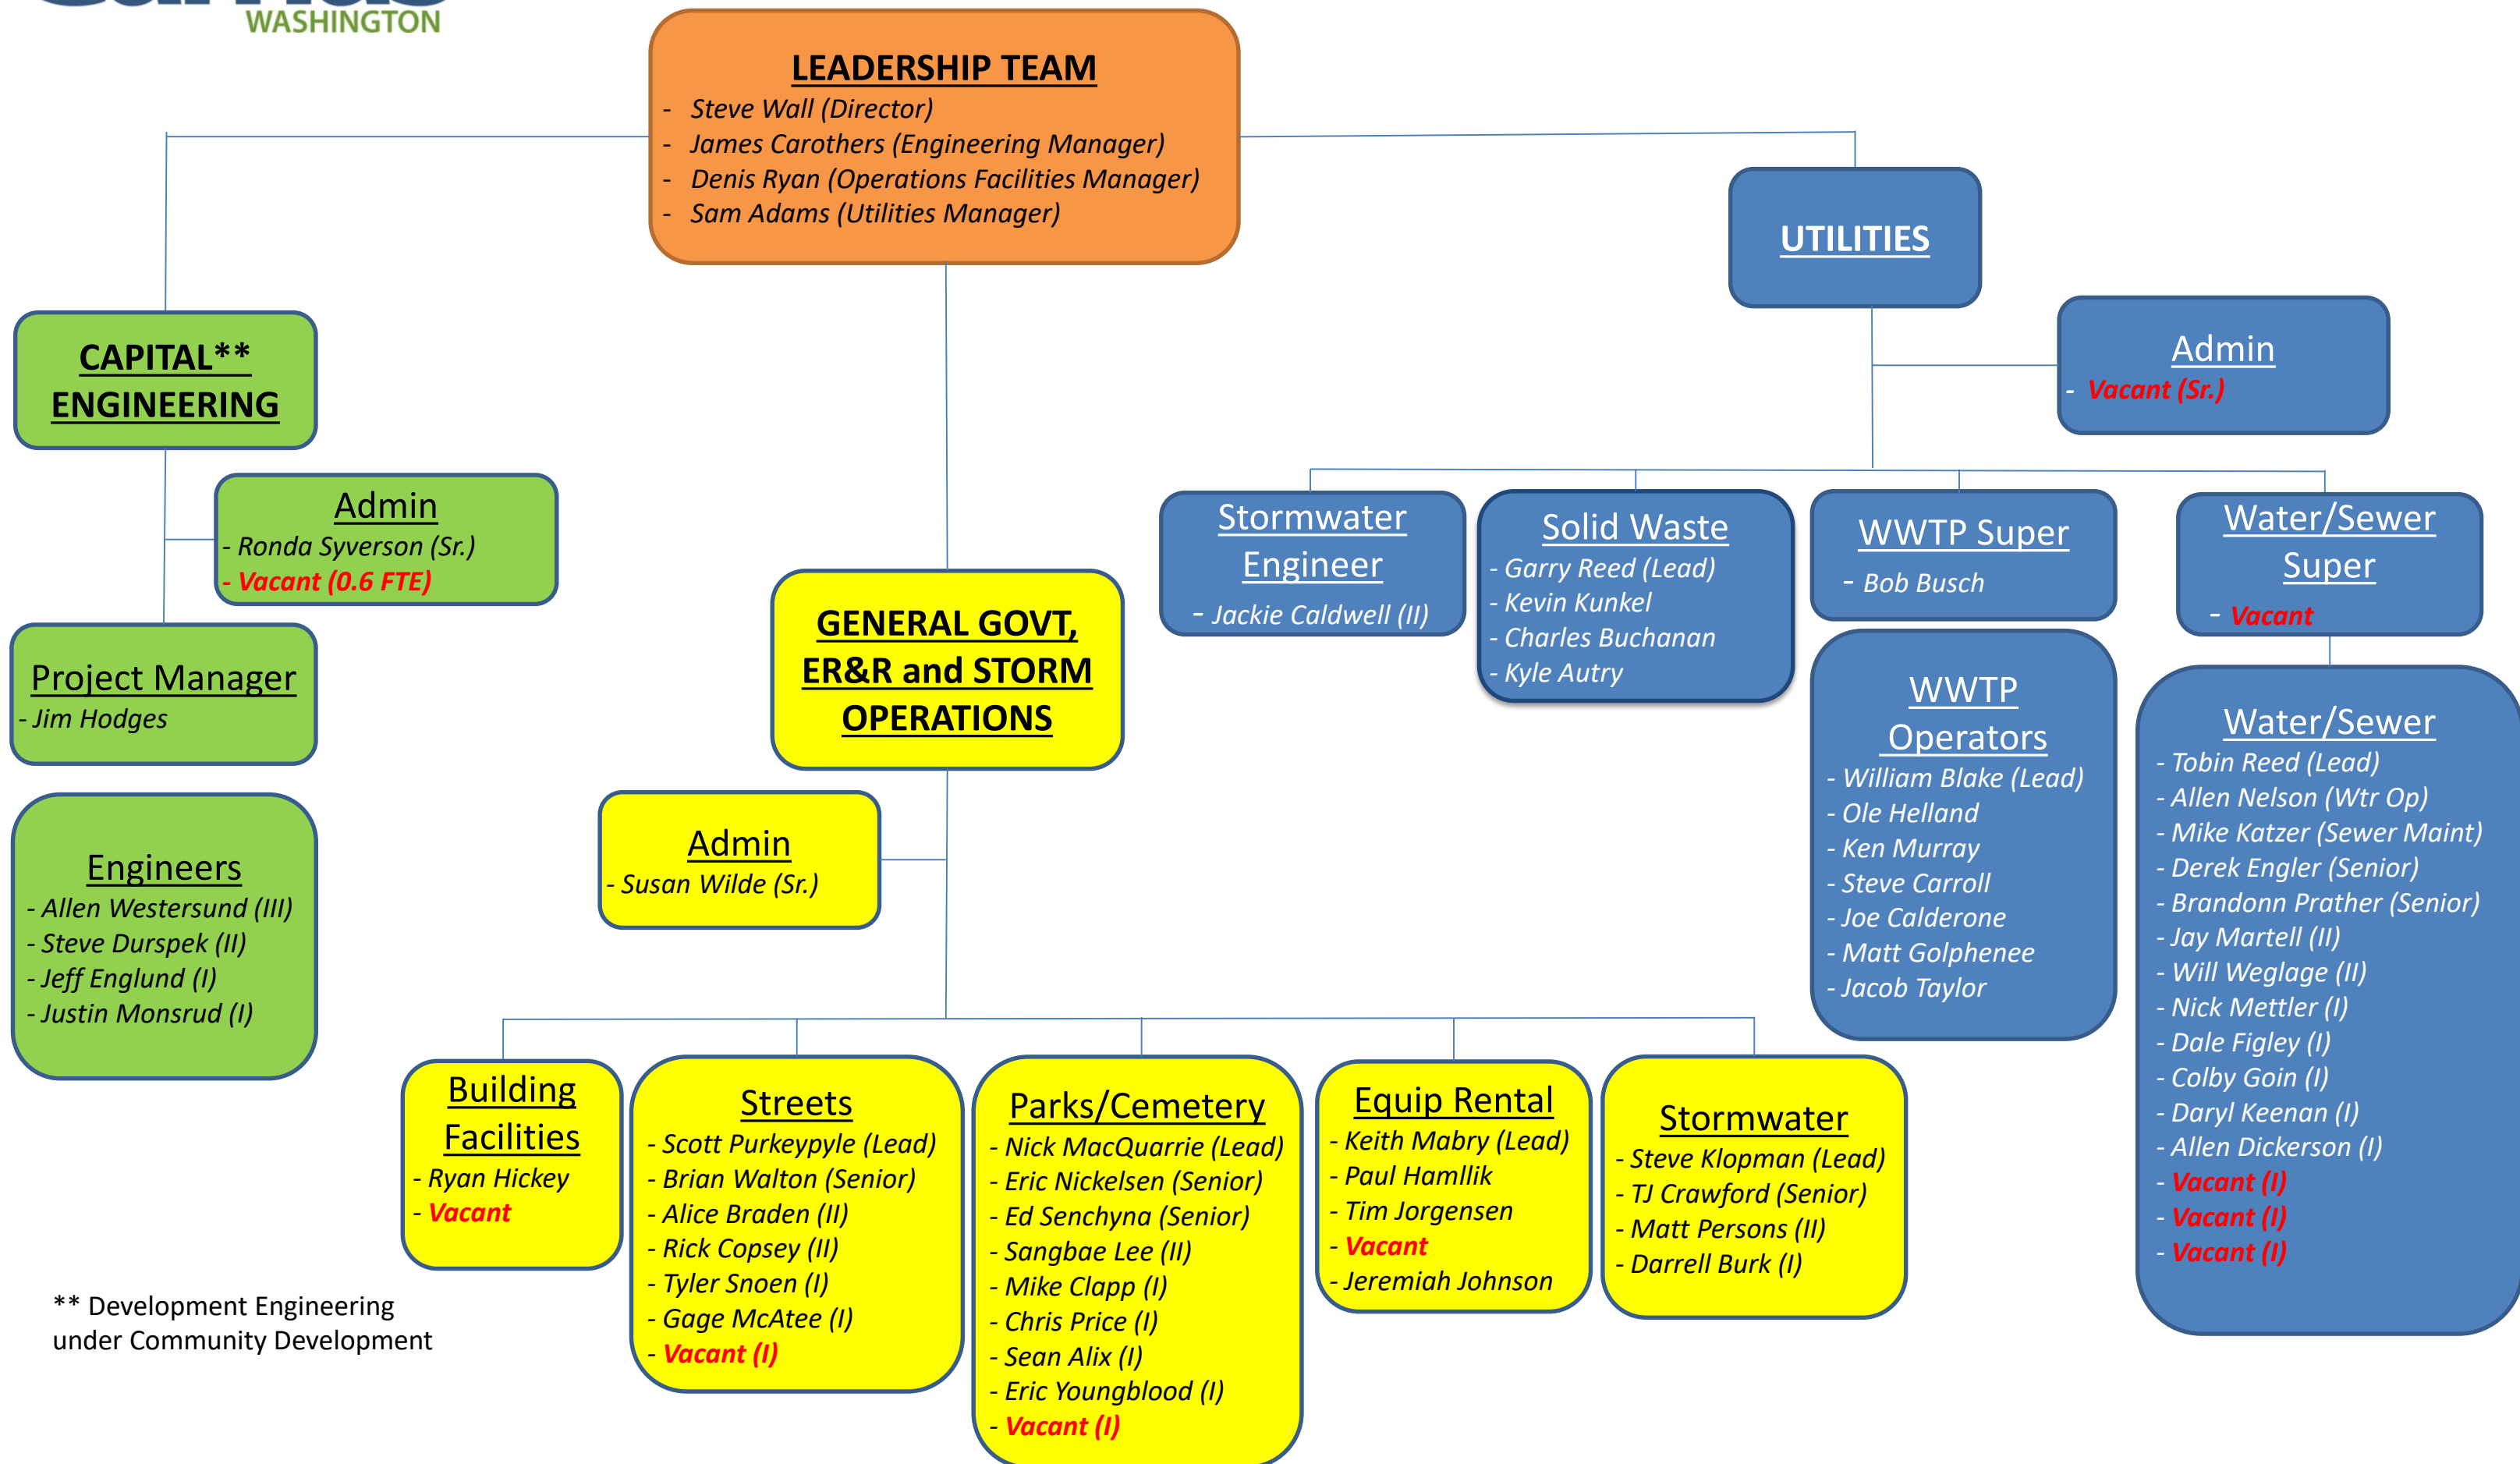 WASHINGTON
LEADERSHIP TEAM
- Steve Wall (Director)
- James Carothers (Engineering Manager)
- Denis Ryan (Operations Facilities Manager)
- Sam Adams (Utilities Manager)
UTILITIES
Admin
- Vacant (Sr.)
CAPITAL**
ENGINEERING
Admin
- Ronda Syverson (Sr.)
- Vacant (0.6 FTE)
Project Manager
- Jim Hodges
Engineers
- Allen Westersund (III)
- Steve Durspek (II)
- Jeff Englund (I)
- Justin Monsrud (I)
GENERAL GOVT,
ER&R and STORM
OPERATIONS
Admin
- Susan Wilde (Sr.)
Stormwater
Engineer
- Jackie Caldwell (II)
Solid Waste
- Garry Reed (Lead)
- Kevin Kunkel
- Charles Buchanan
- Kyle Autry
WWTP Super
- Bob Busch
WWTP
Operators
- William Blake (Lead)
- Ole Helland
- Ken Murray
- Steve Carroll
- Joe Calderone
- Matt Golphenee
- Jacob Taylor
Water/Sewer
Super
- Vacant
Water/Sewer
- Tobin Reed (Lead)
- Allen Nelson (Wtr Op)
- Mike Katzer (Sewer Maint)
- Derek Engler (Senior)
- Brandonn Prather (Senior)
- Jay Martell (II)
- Will Weglage (II)
- Nick Mettler (I)
- Dale Figley (I)
- Colby Goin (I)
- Daryl Keenan (I)
- Allen Dickerson (I)
- Vacant (I)
- Vacant (I)
- Vacant (I)
Building
Facilities
- Ryan Hickey
- Vacant
Streets
- Scott Purkeypyle (Lead)
- Brian Walton (Senior)
- Alice Braden (II)
- Rick Copsey (II)
- Tyler Snoen (I)
- Gage McAtee (I)
- Vacant (I)
Parks/Cemetery
- Nick MacQuarrie (Lead)
- Eric Nickelsen (Senior)
- Ed Senchyna (Senior)
- Sangbae Lee (II)
- Mike Clapp (I)
- Chris Price (I)
- Sean Alix (I)
- Eric Youngblood (I)
- Vacant (I)
Equip Rental
- Keith Mabry (Lead)
- Paul Hamllik
- Tim Jorgensen
- Vacant
- Jeremiah Johnson
Stormwater
- Steve Klopman (Lead)
- TJ Crawford (Senior)
- Matt Persons (II)
- Darrell Burk (I)
** Development Engineering
under Community Development